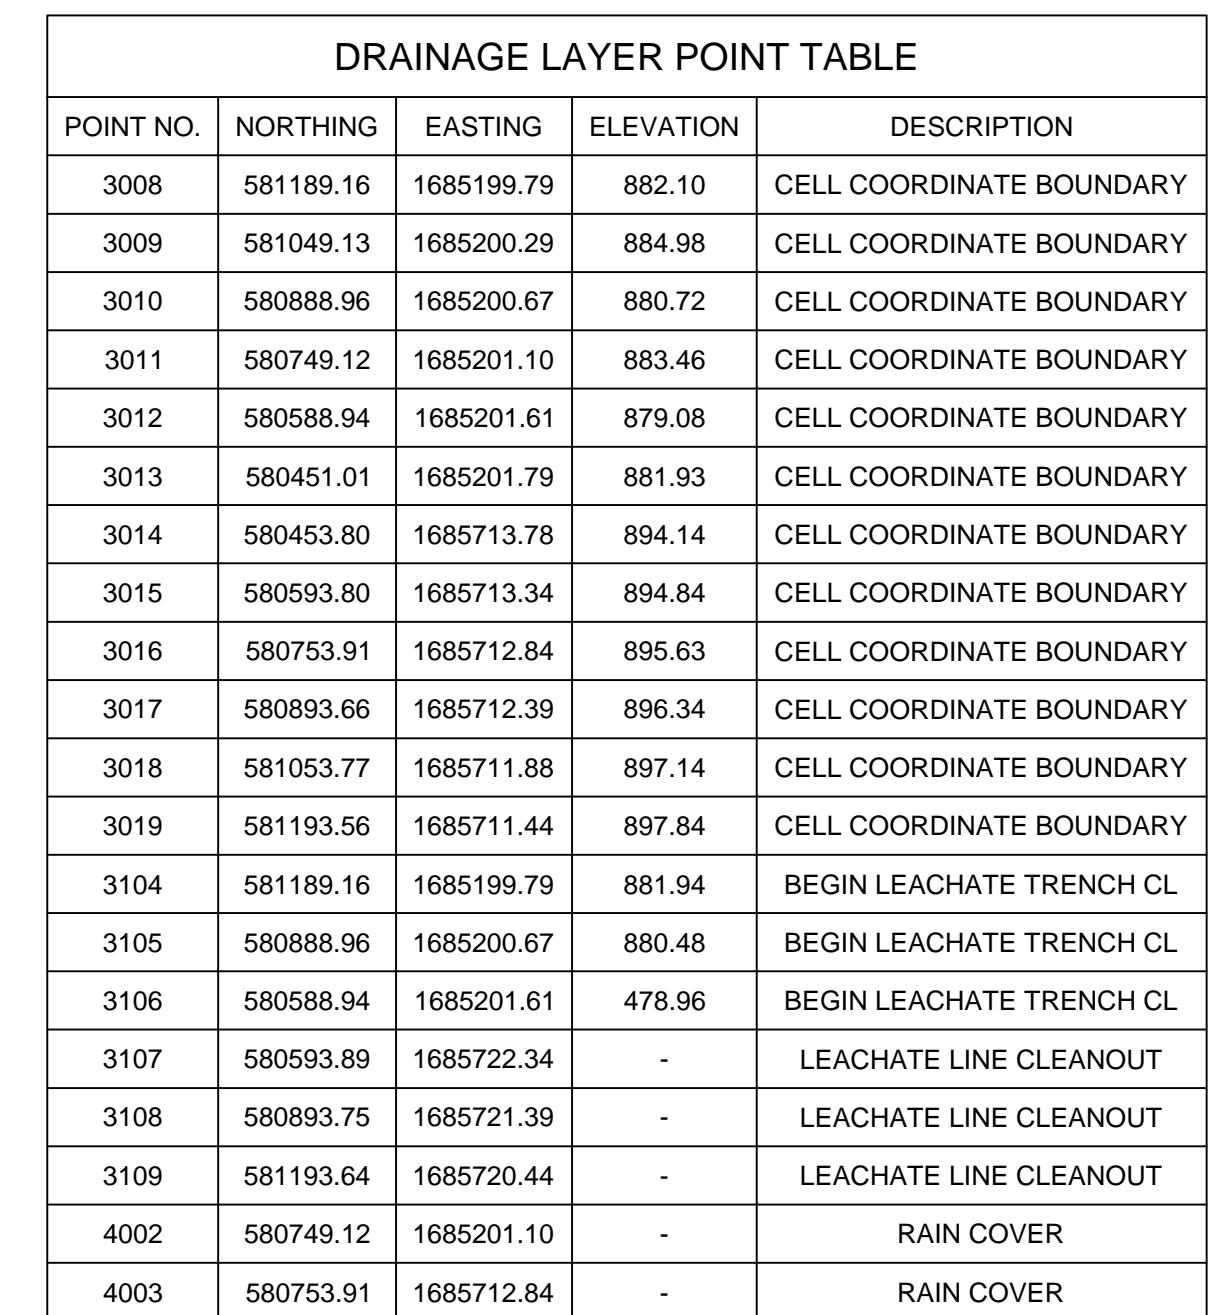 DRAINAGE LAYER POINT TABLE
POINT NO. NORTHING EASTING ELEVATION DESCRIPTION
3008 581189.16 1685199.79 882.10 CELL COORDINATE BOUNDARY
3009 581049.13 1685200.29 884.98 CELL COORDINATE BOUNDARY
3010 580888.96 1685200.67 880.72 CELL COORDINATE BOUNDARY
3011 580749.12 1685201.10 883.46 CELL COORDINATE BOUNDARY
3012 580588.94 1685201.61 879.08 CELL COORDINATE BOUNDARY
3013 580451.01 1685201.79 881.93 CELL COORDINATE BOUNDARY
3014 580453.80 1685713.78 894.14 CELL COORDINATE BOUNDARY
3015 580593.80 1685713.34 894.84 CELL COORDINATE BOUNDARY
3016 580753.91 1685712.84 895.63 CELL COORDINATE BOUNDARY
3017 580893.66 1685712.39 896.34 CELL COORDINATE BOUNDARY
3018 581053.77 1685711.88 897.14 CELL COORDINATE BOUNDARY
3019 581193.56 1685711.44 897.84 CELL COORDINATE BOUNDARY
3104 581189.16 1685199.79 881.94 BEGIN LEACHATE TRENCH CL
3105 580888.96 1685200.67 880.48 BEGIN LEACHATE TRENCH CL
3106 580588.94 1685201.61 478.96 BEGIN LEACHATE TRENCH CL
3107 580593.89 1685722.34 - LEACHATE LINE CLEANOUT
3108 580893.75 1685721.39 - LEACHATE LINE CLEANOUT
3109 581193.64 1685720.44 - LEACHATE LINE CLEANOUT
4002 580749.12 1685201.10 - RAIN COVER
4003 580753.91 1685712.84 - RAIN COVER